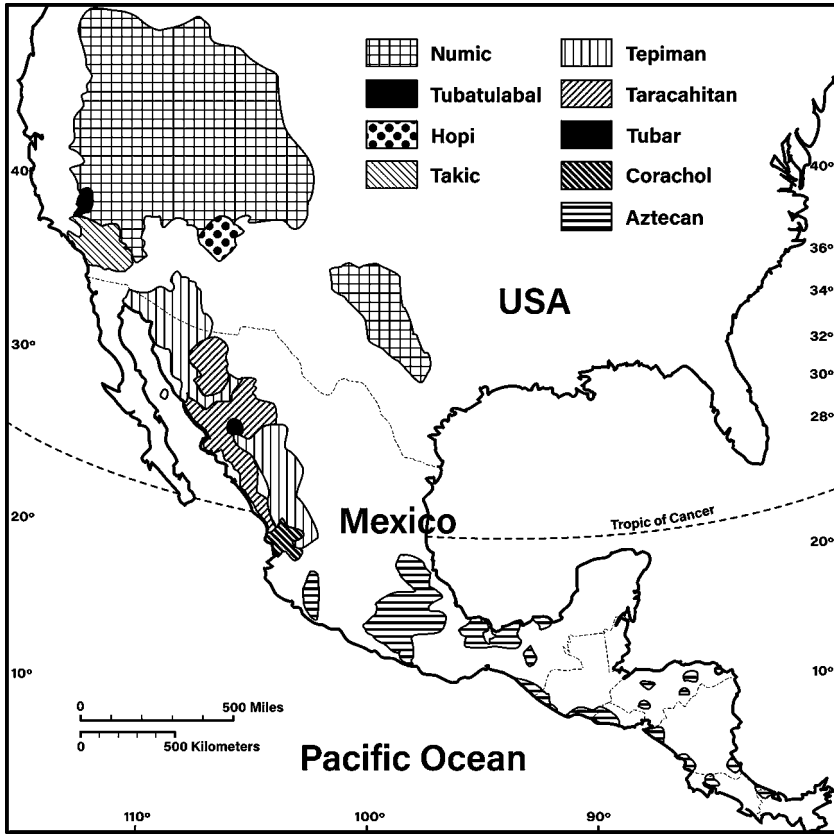 Numic
Tubatulabal
Hopi
Takic
Tepiman
Taracahitan
Tubar
Corachol
Aztecan
40°
40°
36°
USA
34°
30°
32°
30°
28°
20°
Mexico
Tropic of Cancer
20°
10°
10°
0 500 Miles
0 500 Kilometers
Pacific Ocean
110° 100° 90°